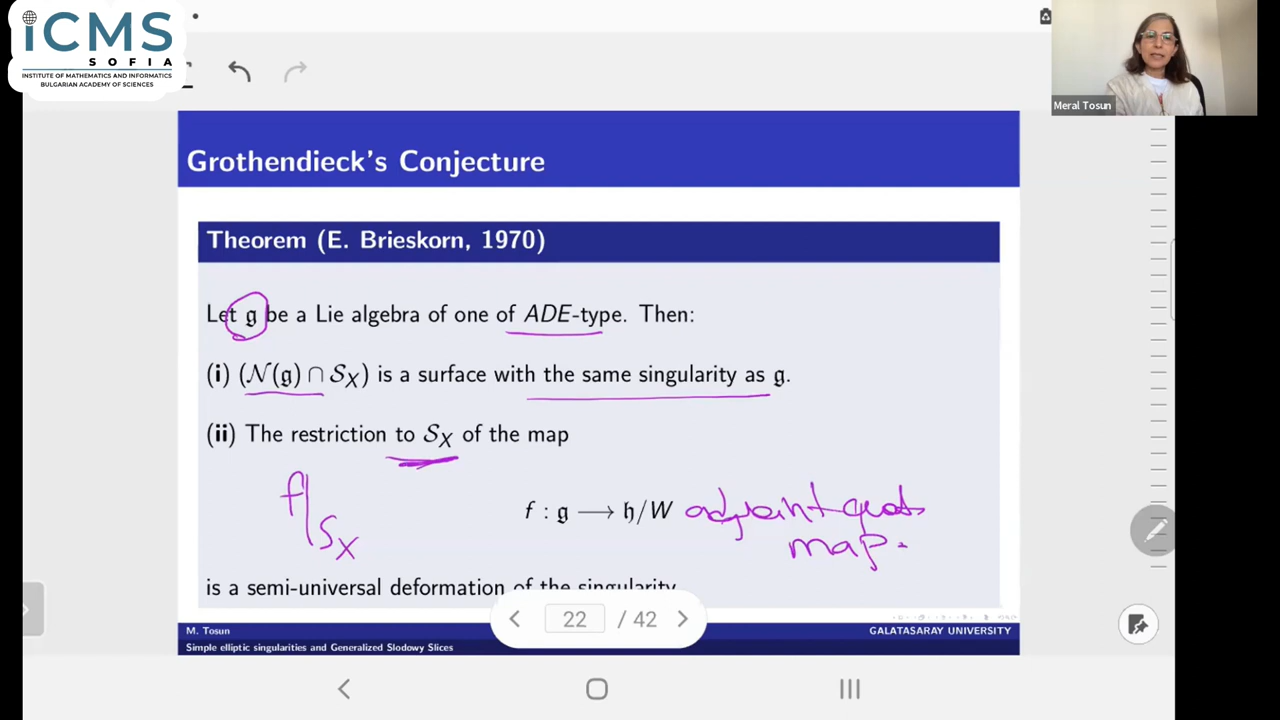 iCMS
SOFIA
INSTITUTE OF MATHEMATICS AND INFORMATICS
BULGARIAN ACADEMY OF SCIENCES
Meral Tosun
Grothendieck's Conjecture
Theorem (E. Brieskorn, 1970)
Let 𝔤 be a Lie algebra of one of ADE-type. Then:
(i) (𝒩(𝔤) ∩ 𝒮_X) is a surface with the same singularity as 𝔤.
(ii) The restriction to 𝒮_X of the map
f|S_X
f : 𝔤 ⟶ 𝔥/W adjoint quot.
map.
is a semi-universal deformation of the singularity.
22 / 42
M. Tosun GALATASARAY UNIVERSITY
Simple elliptic singularities and Generalized Slodowy Slices